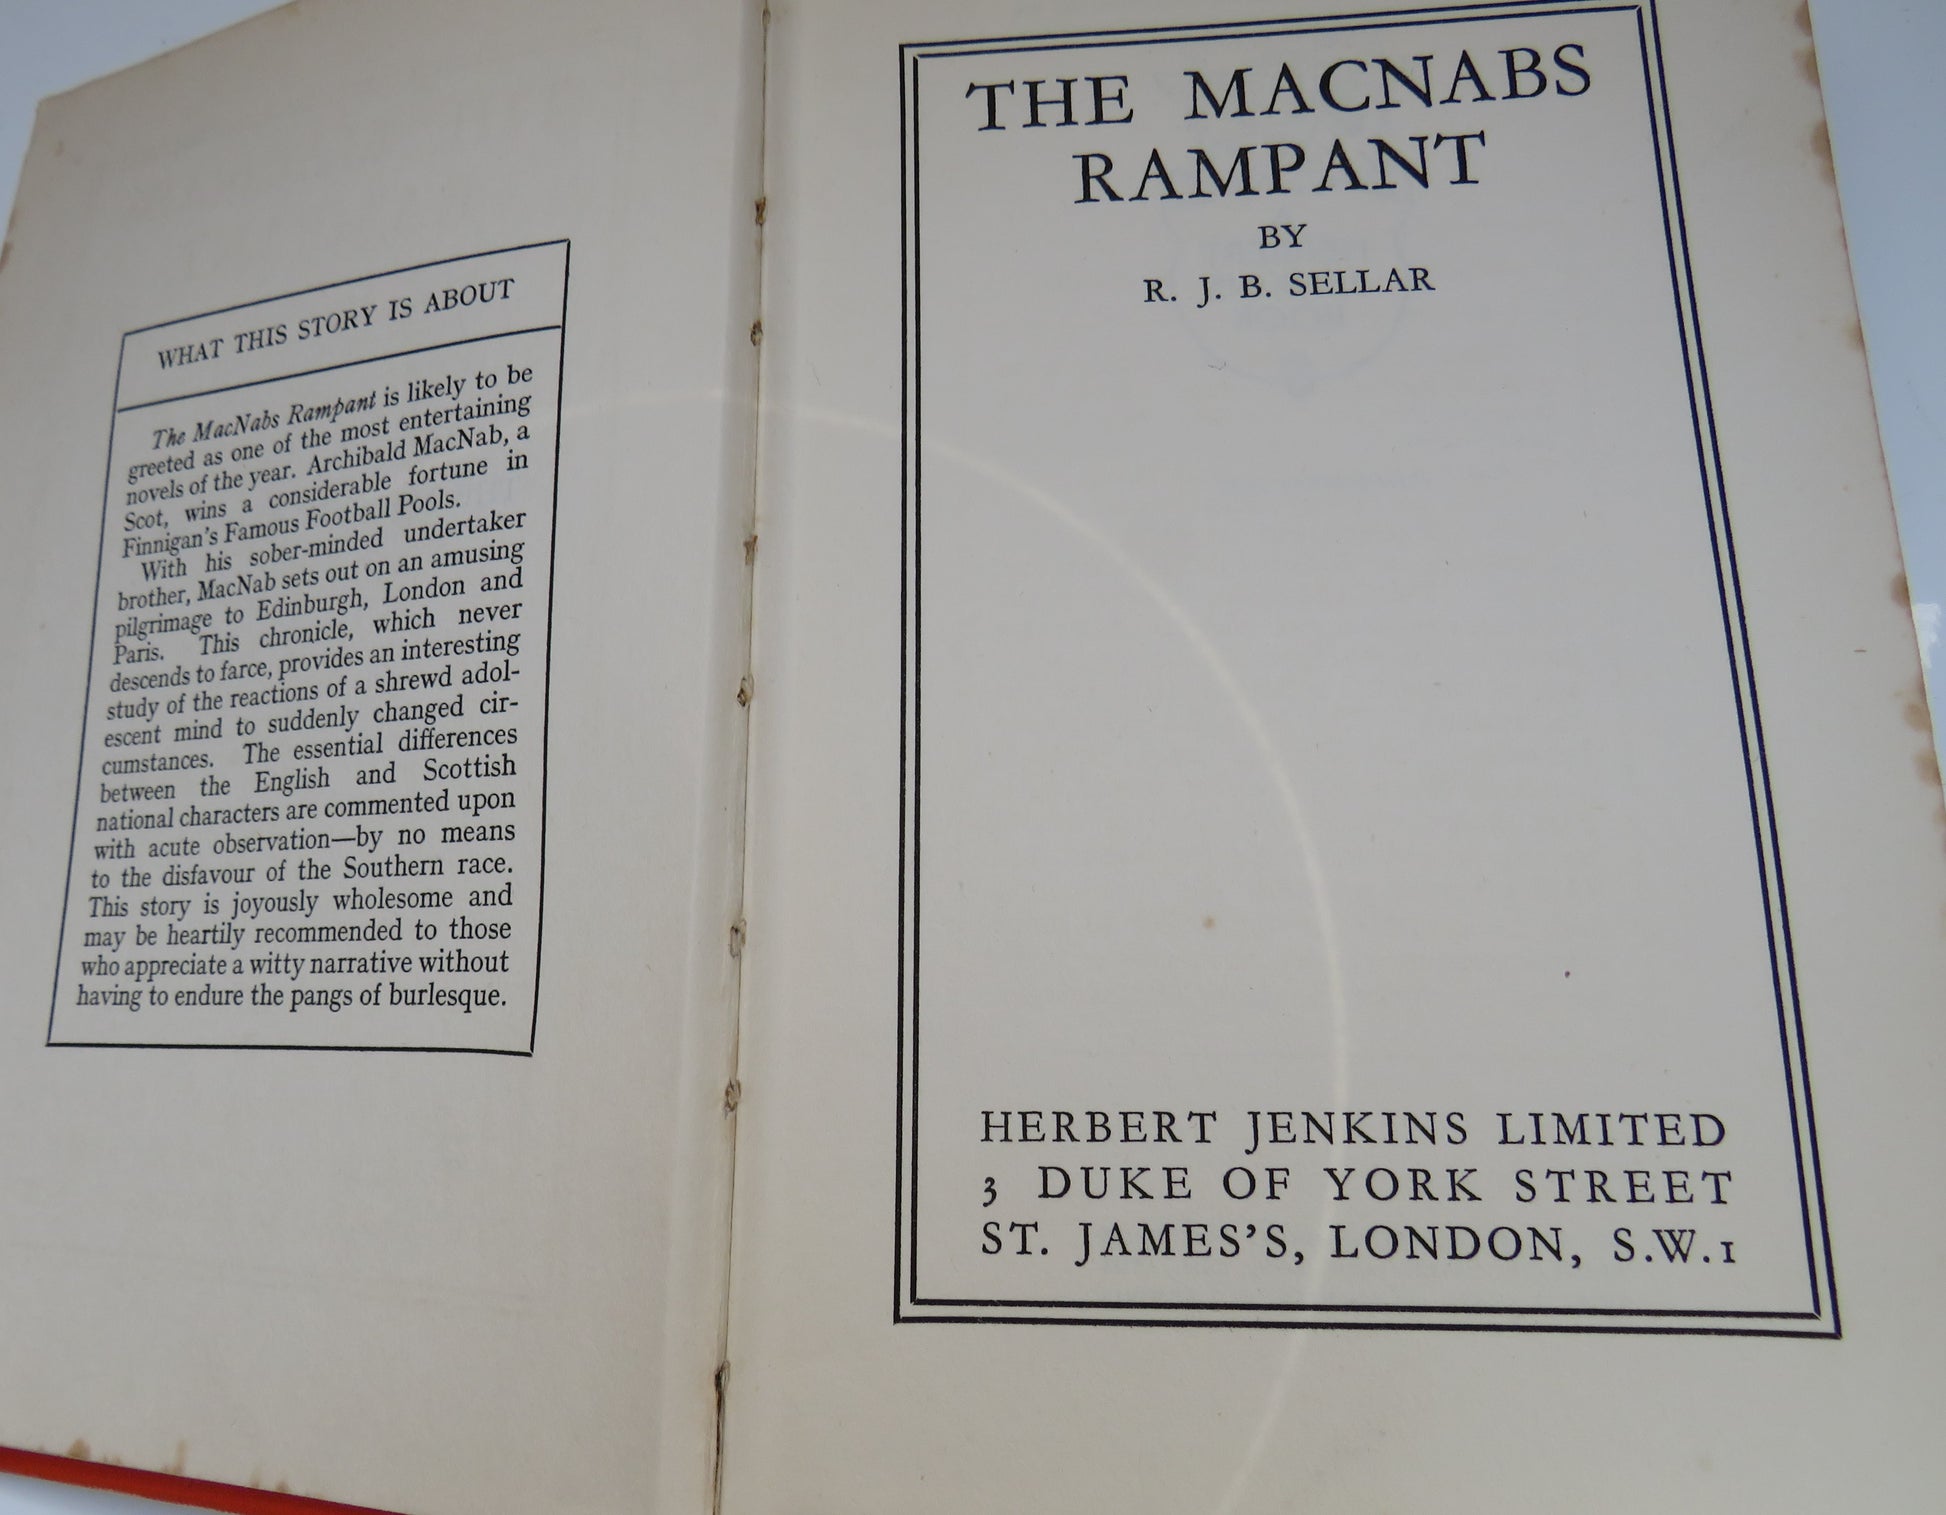 WHAT THIS STORY IS ABOUT
The MacNabs Rampant is likely to be
greeted as one of the most entertaining
novels of the year. Archibald MacNab, a
Scot, wins a considerable fortune in
Finnigan's Famous Football Pools.
With his sober-minded undertaker
brother, MacNab sets out on an amusing
pilgrimage to Edinburgh, London and
Paris. This chronicle, which never
descends to farce, provides an interesting
study of the reactions of a shrewd adol-
escent mind to suddenly changed cir-
cumstances. The essential differences
between the English and Scottish
national characters are commented upon
with acute observation—by no means
to the disfavour of the Southern race.
This story is joyously wholesome and
may be heartily recommended to those
who appreciate a witty narrative without
having to endure the pangs of burlesque.
THE MACNABS
RAMPANT
BY
R. J. B. SELLAR
HERBERT JENKINS LIMITED
3 DUKE OF YORK STREET
ST. JAMES'S, LONDON, S.W.1